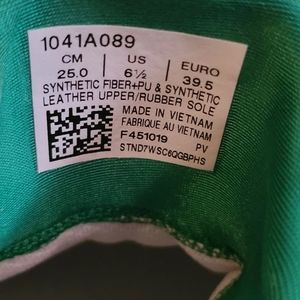 1041A089
CM US EURO
25.0 6½ 39.5
SYNTHETIC FIBER+PU & SYNTHETIC
LEATHER UPPER/RUBBER SOLE
MADE IN VIETNAM
FABRIQUE AU VIETNAM
F451019 PV
STND7WSC6QGBPHS